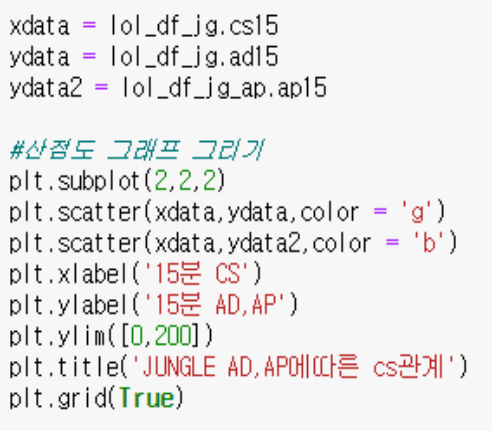 xdata = lol_df_jg.cs15
ydata = lol_df_jg.ad15
ydata2 = lol_df_jg_ap.ap15
#산점도 그래프 그리기
plt.subplot(2,2,2)
plt.scatter(xdata,ydata,color = 'g')
plt.scatter(xdata,ydata2,color = 'b')
plt.xlabel('15분 CS')
plt.ylabel('15분 AD,AP')
plt.ylim([0,200])
plt.title('JUNGLE AD,AP에따른 cs관계')
plt.grid(True)